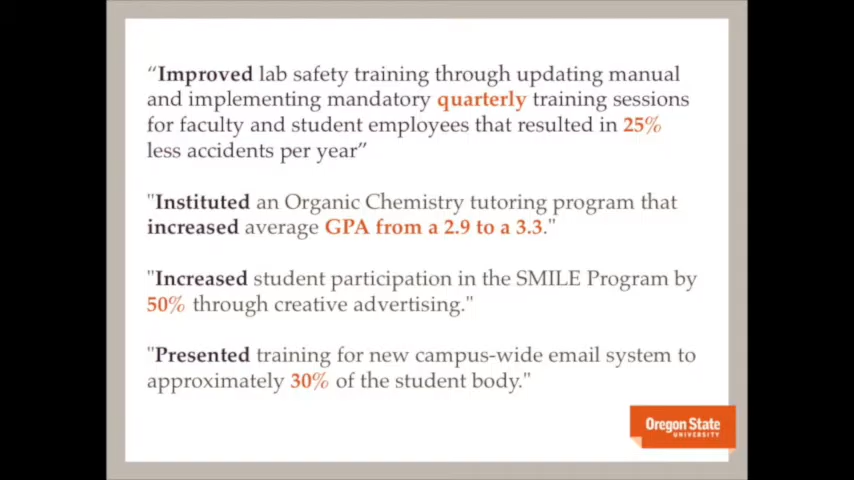 “Improved lab safety training through updating manual
and implementing mandatory quarterly training sessions
for faculty and student employees that resulted in 25%
less accidents per year”
"Instituted an Organic Chemistry tutoring program that
increased average GPA from a 2.9 to a 3.3."
"Increased student participation in the SMILE Program by
50% through creative advertising."
"Presented training for new campus-wide email system to
approximately 30% of the student body."
Oregon State
UNIVERSITY